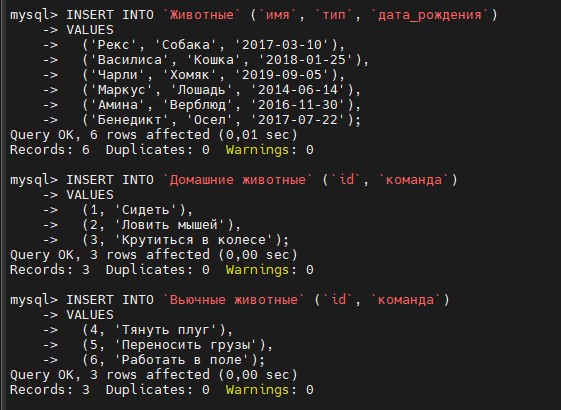 mysql> INSERT INTO `Животные` (`имя`, `тип`, `дата_рождения`)
    -> VALUES
    ->   ('Рекс', 'Собака', '2017-03-10'),
    ->   ('Василиса', 'Кошка', '2018-01-25'),
    ->   ('Чарли', 'Хомяк', '2019-09-05'),
    ->   ('Маркус', 'Лошадь', '2014-06-14'),
    ->   ('Амина', 'Верблюд', '2016-11-30'),
    ->   ('Бенедикт', 'Осел', '2017-07-22');
Query OK, 6 rows affected (0,01 sec)
Records: 6  Duplicates: 0  Warnings: 0

mysql> INSERT INTO `Домашние животные` (`id`, `команда`)
    -> VALUES
    ->   (1, 'Сидеть'),
    ->   (2, 'Ловить мышей'),
    ->   (3, 'Крутиться в колесе');
Query OK, 3 rows affected (0,00 sec)
Records: 3  Duplicates: 0  Warnings: 0

mysql> INSERT INTO `Вьючные животные` (`id`, `команда`)
    -> VALUES
    ->   (4, 'Тянуть плуг'),
    ->   (5, 'Переносить грузы'),
    ->   (6, 'Работать в поле');
Query OK, 3 rows affected (0,00 sec)
Records: 3  Duplicates: 0  Warnings: 0